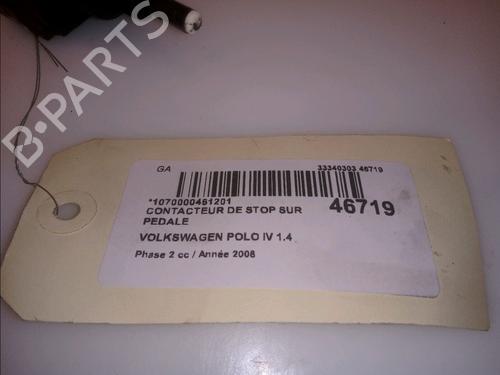 B-PARTS
GA
33340303 46719
*1070000461201
46719
CONTACTEUR DE STOP SUR
PEDALE
VOLKSWAGEN POLO IV 1.4
Phase 2 cc / Année 2008